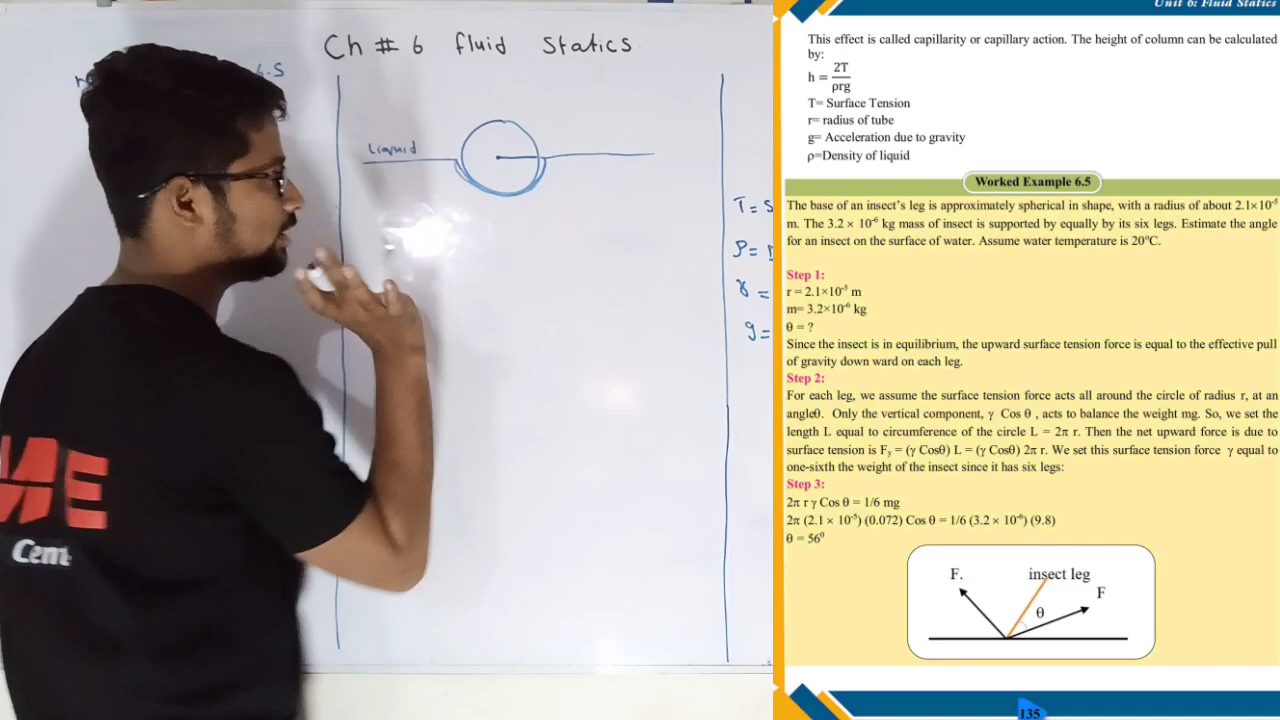 Ch # 6 fluid statics
6.5
Liquid
T = S
ρ =
γ =
g =
ME
Cent
Unit 6: Fluid Statics
This effect is called capillarity or capillary action. The height of column can be calculated
by:
h = 2T/ρrg
T= Surface Tension
r= radius of tube
g= Acceleration due to gravity
ρ=Density of liquid
Worked Example 6.5
The base of an insect's leg is approximately spherical in shape, with a radius of about 2.1×10⁻⁵
m. The 3.2 × 10⁻⁶ kg mass of insect is supported by equally by its six legs. Estimate the angle
for an insect on the surface of water. Assume water temperature is 20°C.
Step 1:
r = 2.1×10⁻⁵ m
m= 3.2×10⁻⁶ kg
θ = ?
Since the insect is in equilibrium, the upward surface tension force is equal to the effective pull
of gravity down ward on each leg.
Step 2:
For each leg, we assume the surface tension force acts all around the circle of radius r, at an
angleθ. Only the vertical component, γ Cos θ , acts to balance the weight mg. So, we set the
length L equal to circumference of the circle L = 2π r. Then the net upward force is due to
surface tension is Fᵧ = (γ Cosθ) L = (γ Cosθ) 2π r. We set this surface tension force γ equal to
one-sixth the weight of the insect since it has six legs:
Step 3:
2π r γ Cos θ = 1/6 mg
2π (2.1 × 10⁻⁵) (0.072) Cos θ = 1/6 (3.2 × 10⁻⁶) (9.8)
θ = 56⁰
F.
insect leg
F
θ
135